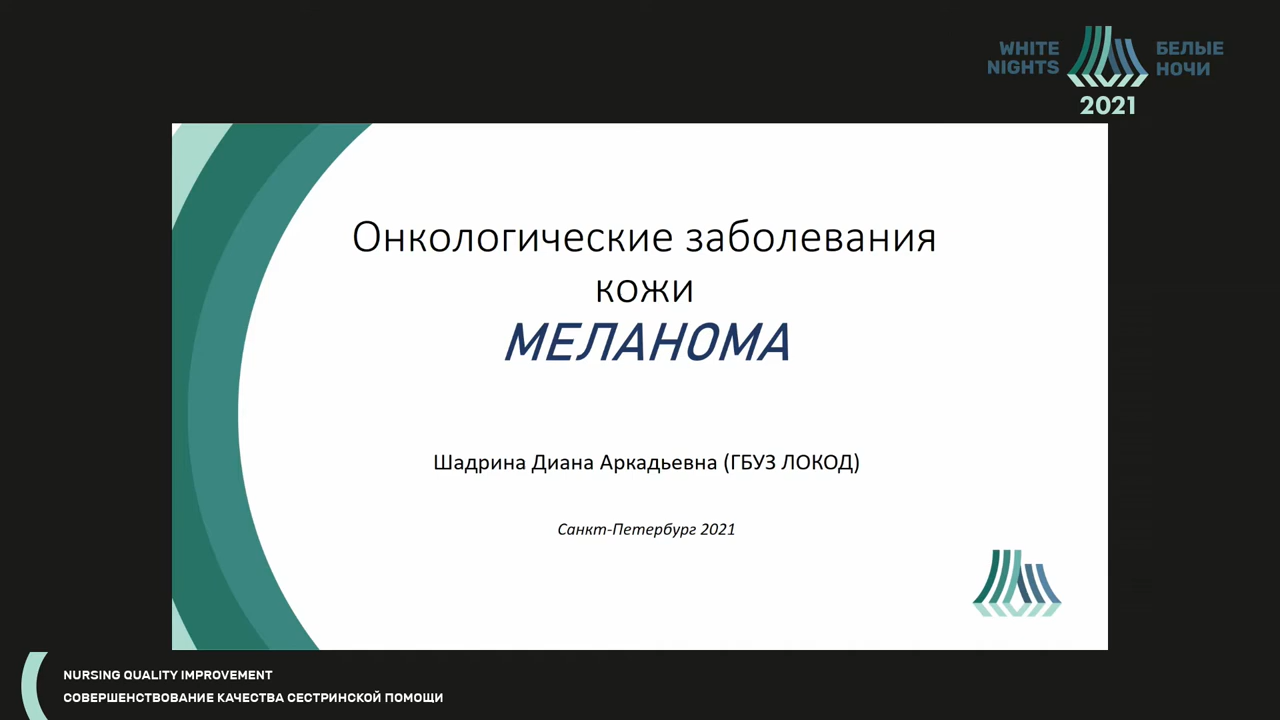 WHITE NIGHTS
БЕЛЫЕ НОЧИ
2021
Онкологические заболевания
кожи
МЕЛАНОМА
Шадрина Диана Аркадьевна (ГБУЗ ЛОКОД)
Санкт-Петербург 2021
NURSING QUALITY IMPROVEMENT
СОВЕРШЕНСТВОВАНИЕ КАЧЕСТВА СЕСТРИНСКОЙ ПОМОЩИ